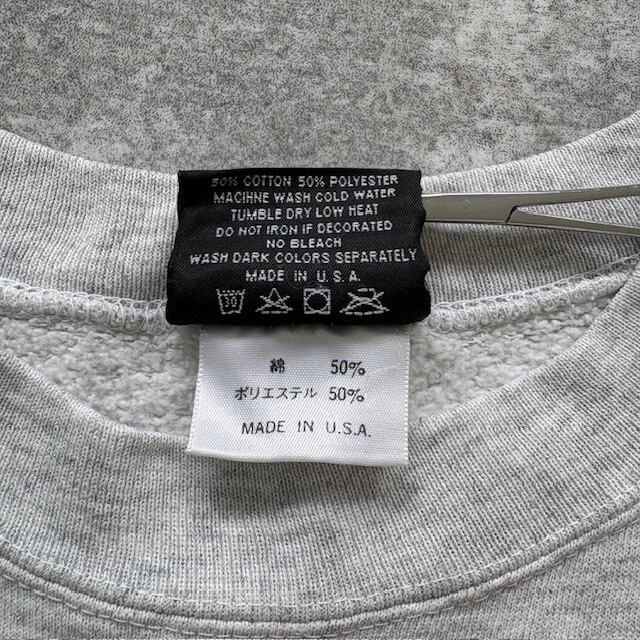 50% COTTON 50% POLYESTER
MACIHNE WASH COLD WATER
TUMBLE DRY LOW HEAT
DO NOT IRON IF DECORATED
NO BLEACH
WASH DARK COLORS SEPARATELY
MADE IN U.S.A.
30
綿 50%
ポリエステル 50%
MADE IN U.S.A.